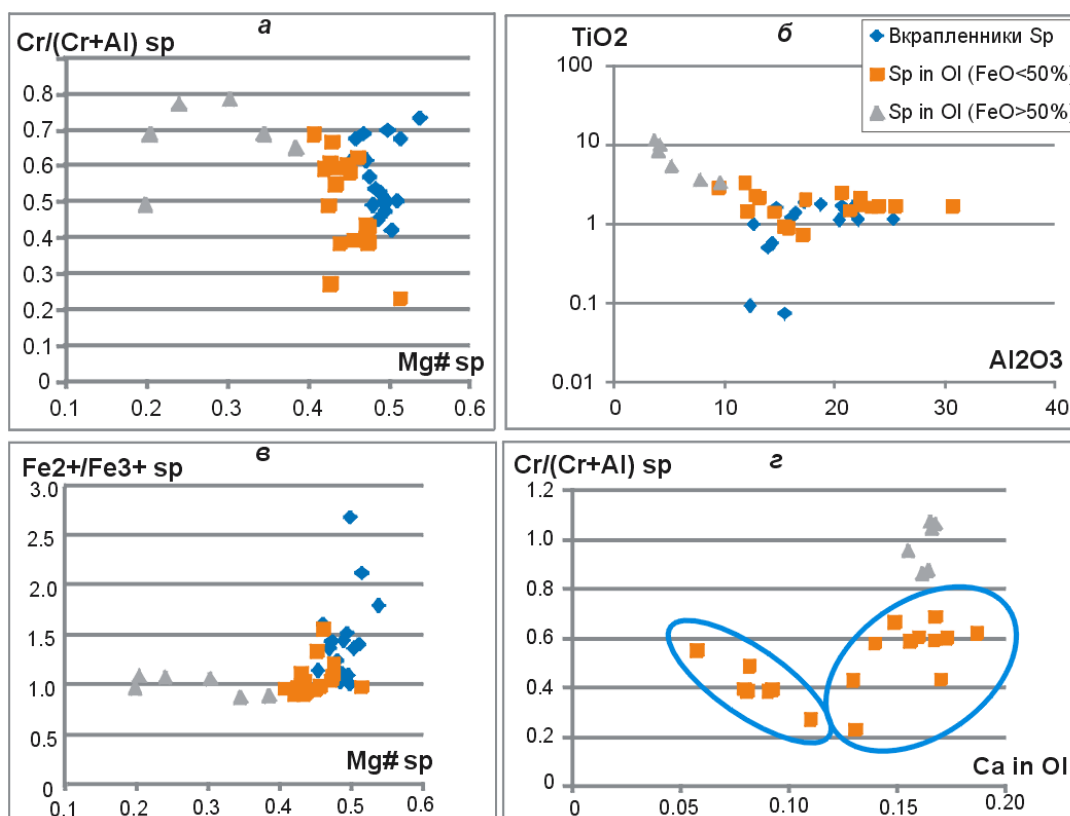 а
Cr/(Cr+Al) sp
0.8
0.7
0.6
0.5
0.4
0.3
0.2
0.1
0
Mg# sp
0.1 0.2 0.3 0.4 0.5 0.6
б
TiO2
100
10
1
0.1
0.01
Вкрапленники Sp
Sp in Ol (FeO<50%)
Sp in Ol (FeO>50%)
Al2O3
0 10 20 30 40
в
Fe2+/Fe3+ sp
3.0
2.5
2.0
1.5
1.0
0.5
0
Mg# sp
0.1 0.2 0.3 0.4 0.5 0.6
г
Cr/(Cr+Al) sp
1.2
1.0
0.8
0.6
0.4
0.2
0
Ca in Ol
0 0.05 0.10 0.15 0.20